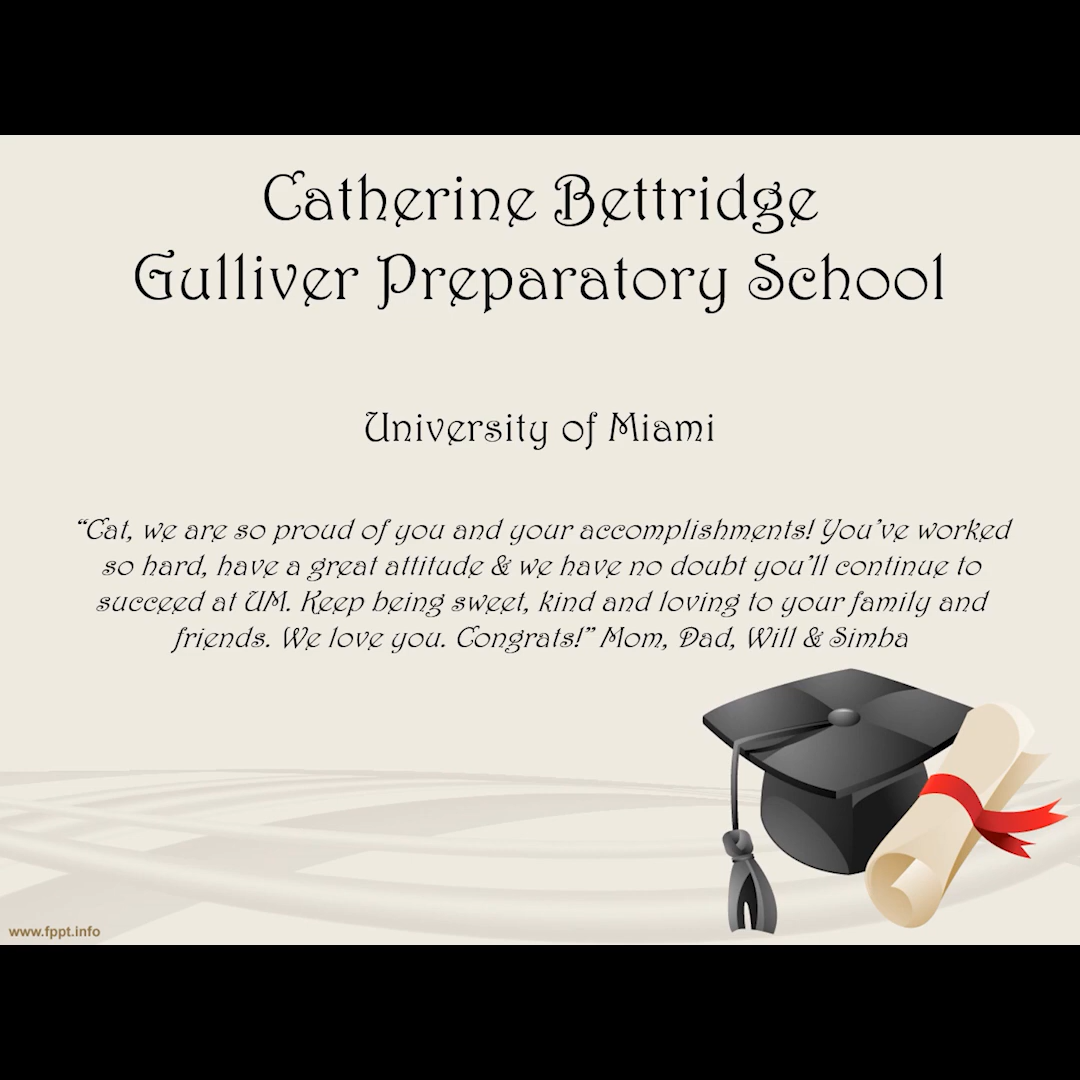 Catherine Bettridge
Gulliver Preparatory School
University of Miami
“Cat, we are so proud of you and your accomplishments! You’ve worked
so hard, have a great attitude & we have no doubt you’ll continue to
succeed at UM. Keep being sweet, kind and loving to your family and
friends. We love you. Congrats!” Mom, Dad, Will & Simba
www.fppt.info